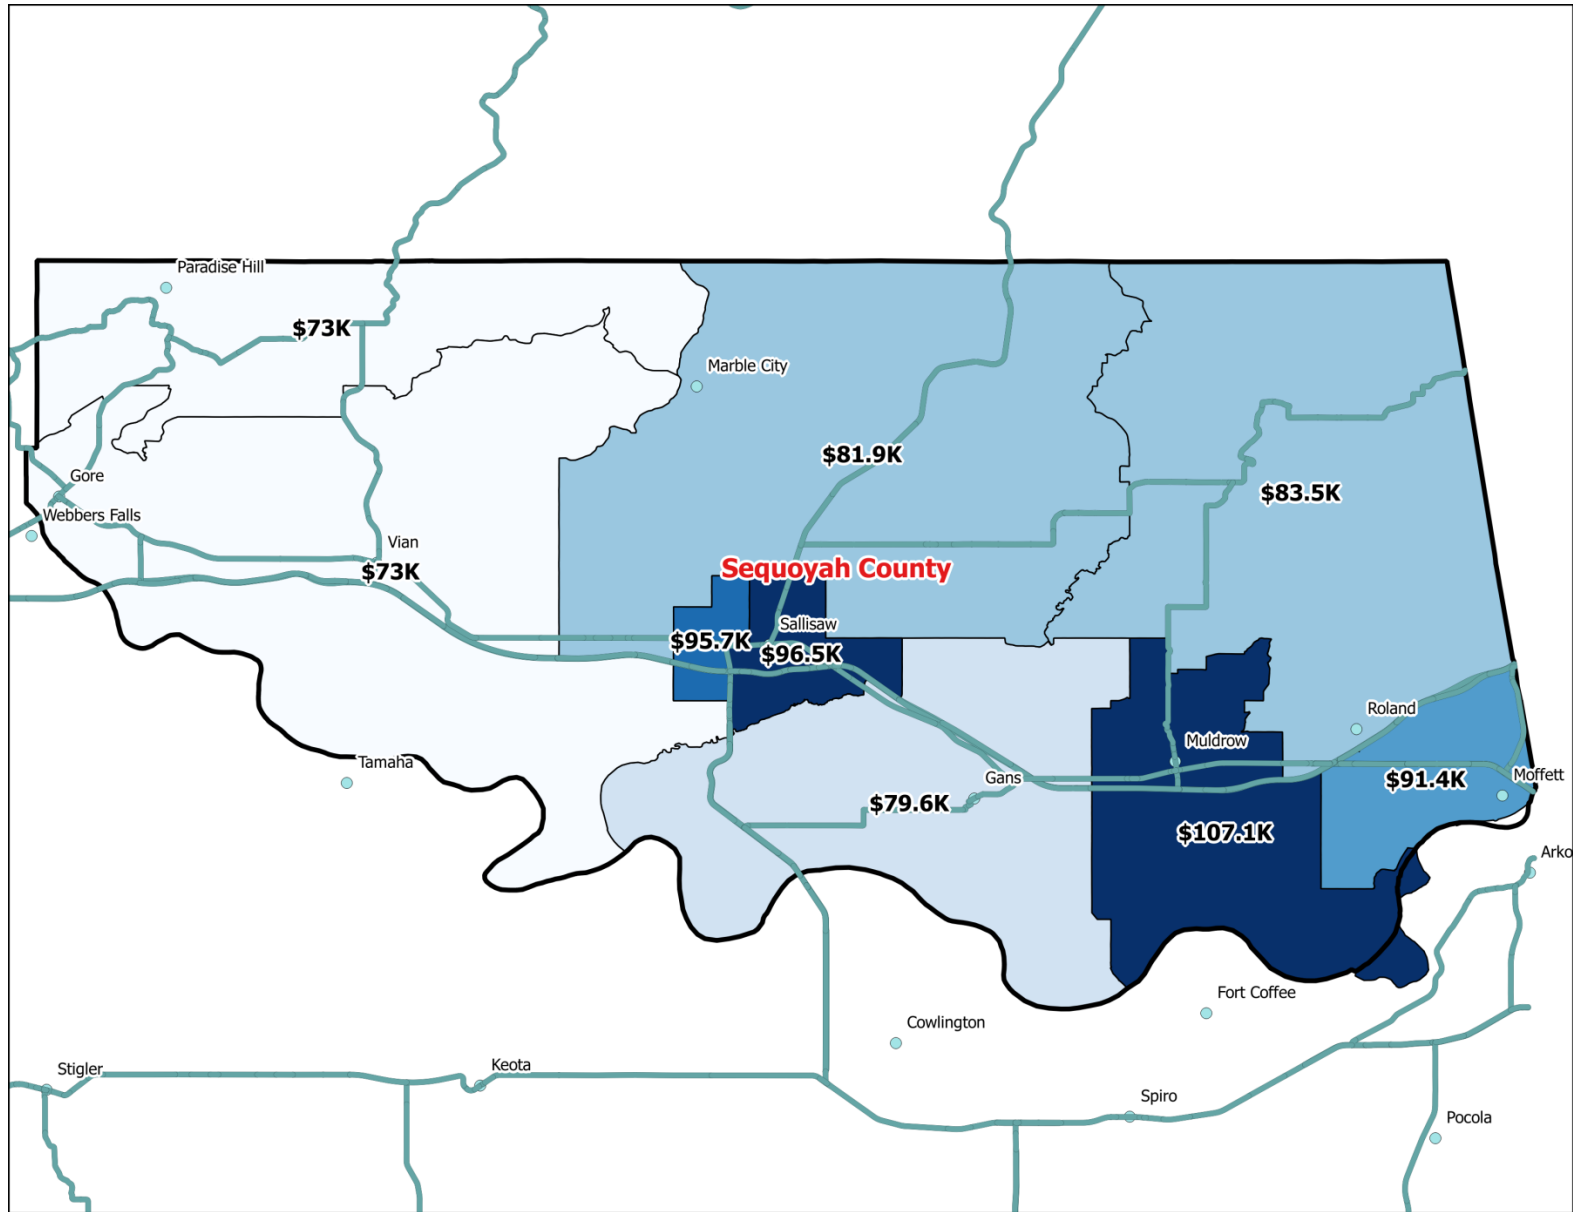 Paradise Hill
$73K
Marble City
$81.9K
Gore
$83.5K
Webbers Falls
Vian
$73K
Sequoyah County
Sallisaw
$95.7K
$96.5K
Roland
Muldrow
Tamaha
Gans
$91.4K
Moffett
$79.6K
$107.1K
Arko
Fort Coffee
Cowlington
Stigler
Keota
Spiro
Pocola